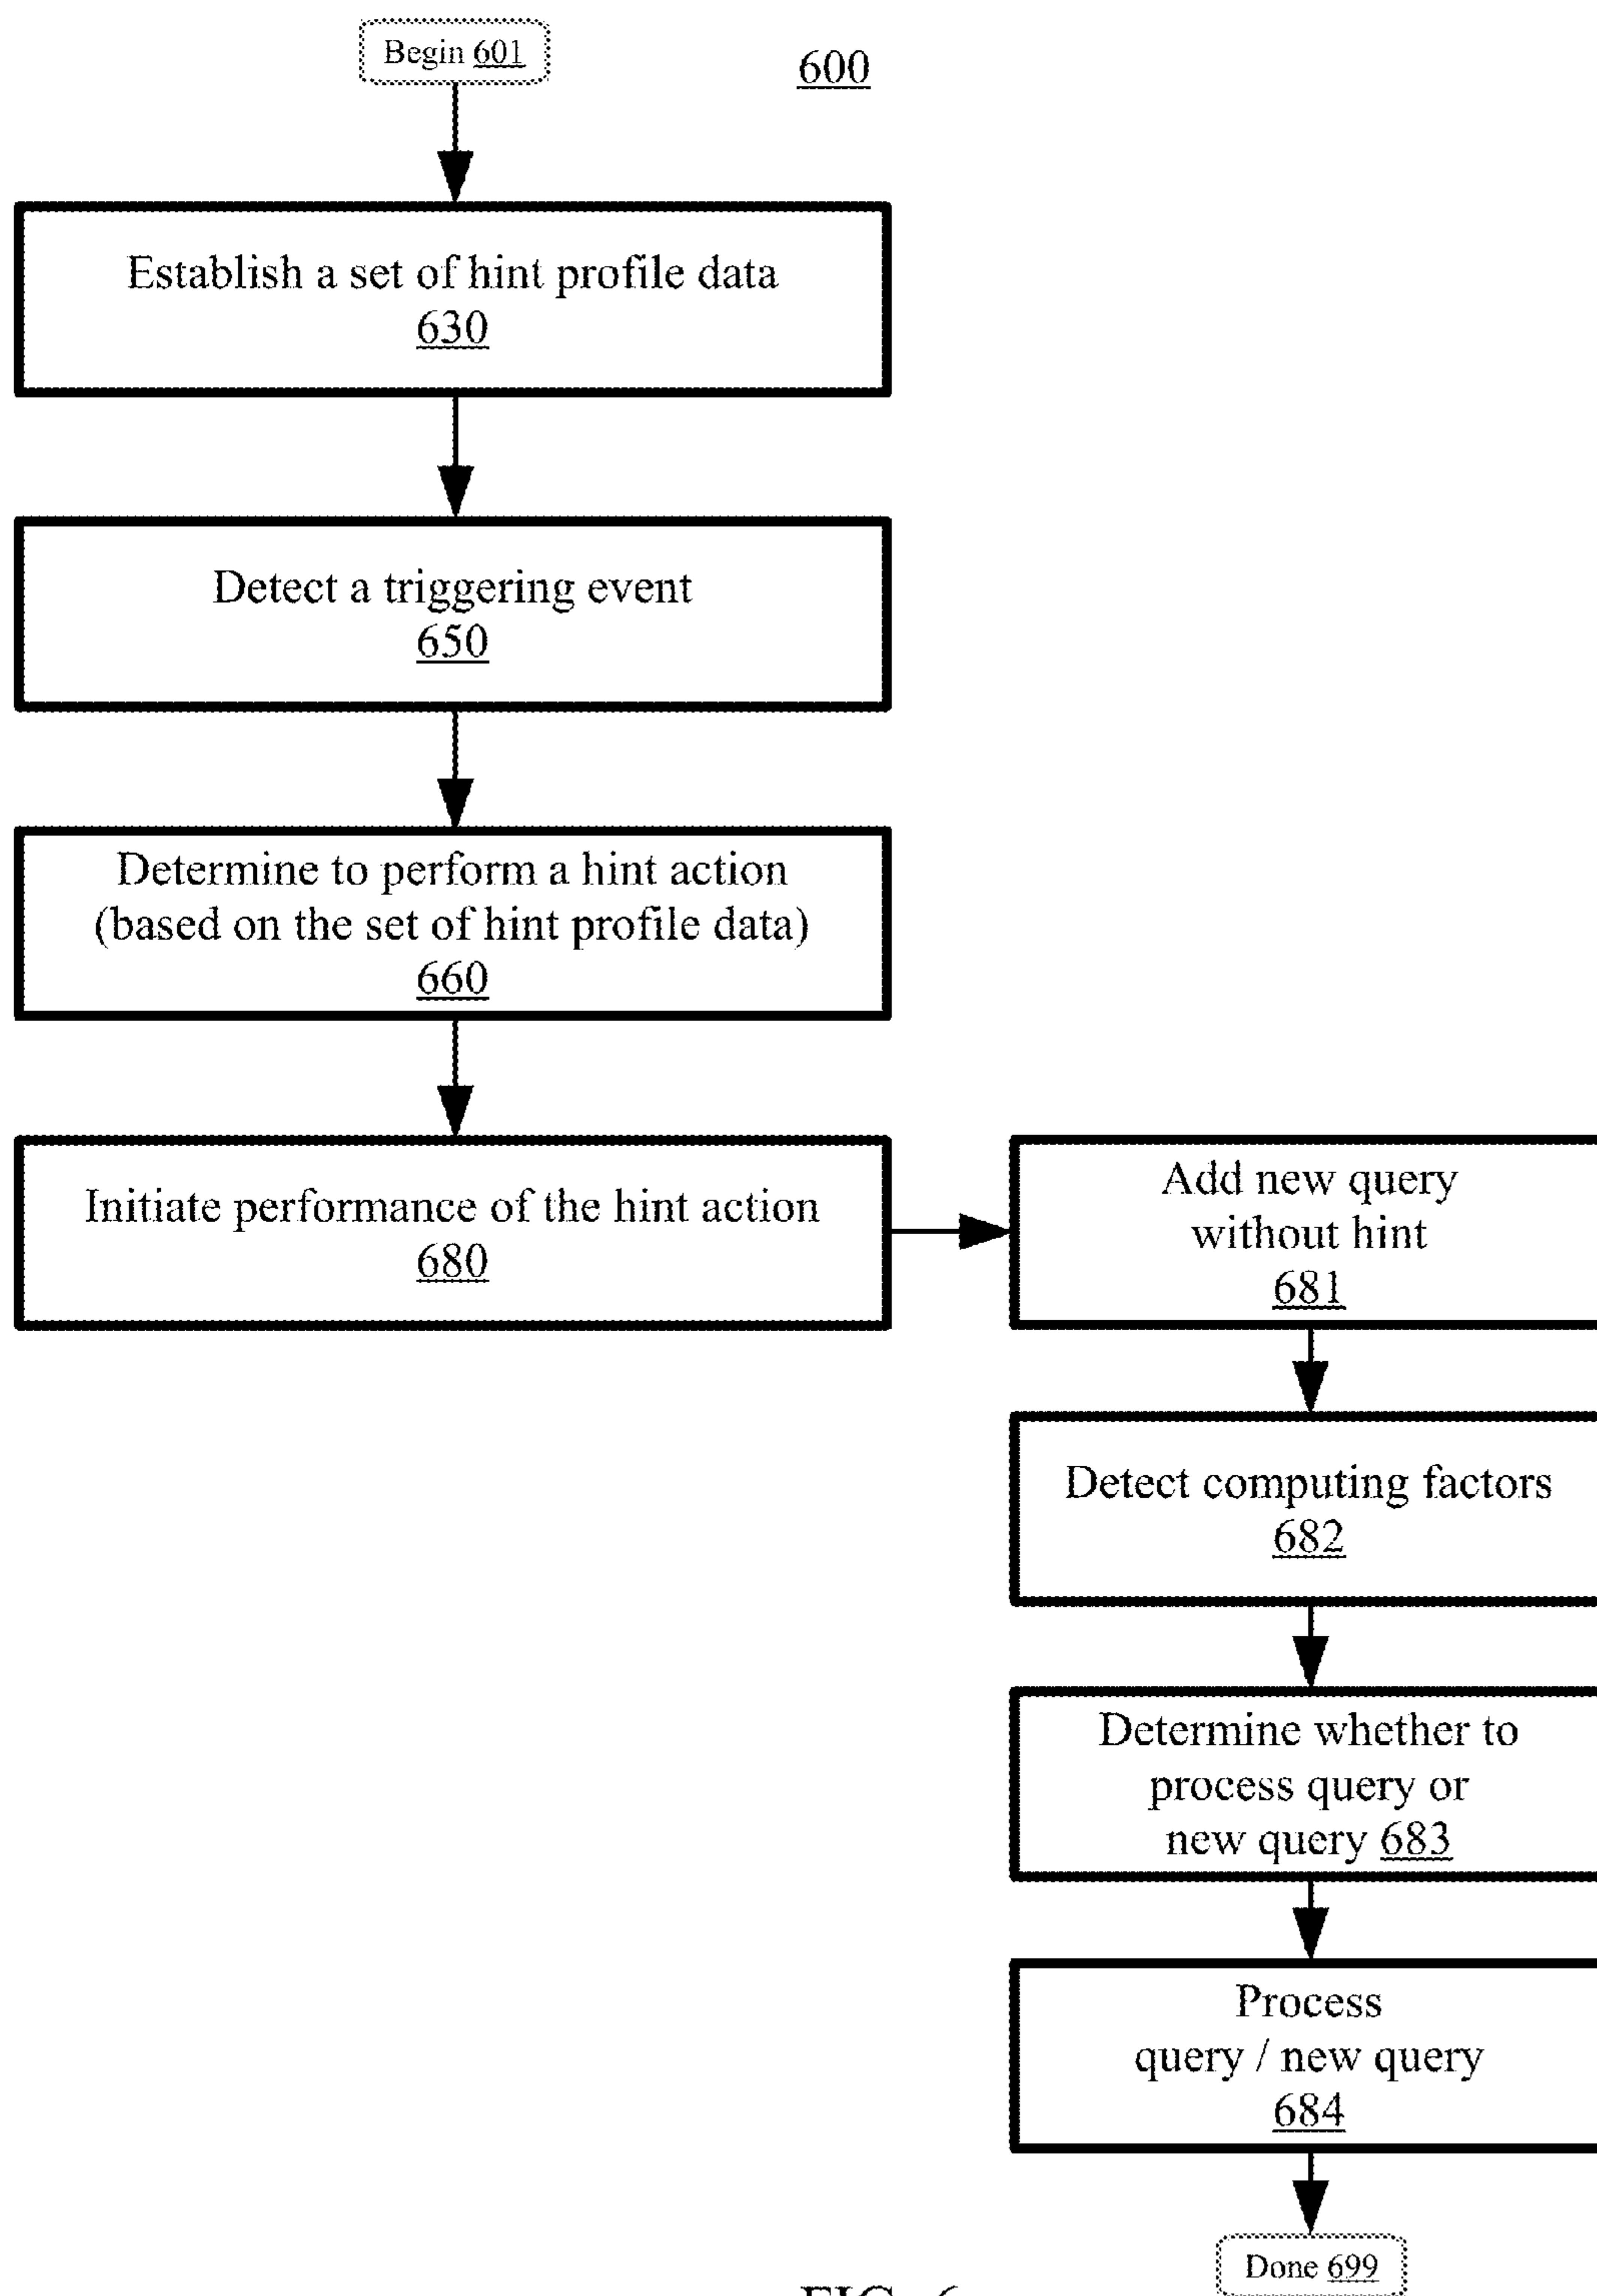 Begin 601
600
Establish a set of hint profile data
630
Detect a triggering event
650
Determine to perform a hint action
(based on the set of hint profile data)
660
Initiate performance of the hint action
680
Add new query
without hint
681
Detect computing factors
682
Determine whether to
process query or
new query 683
Process
query / new query
684
Done 699
FIG. 6